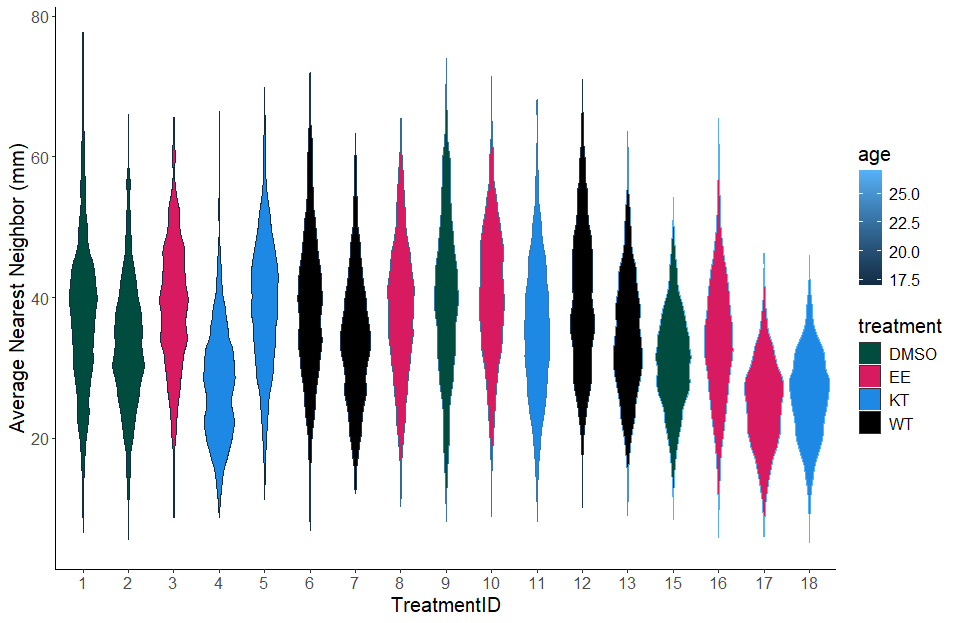 Average Nearest Neighbor (mm)
80
60
40
20
1 2 3 4 5 6 7 8 9 10 11 12 13 15 16 17 18
TreatmentID
age
25.0
22.5
20.0
17.5
treatment
DMSO
EE
KT
WT